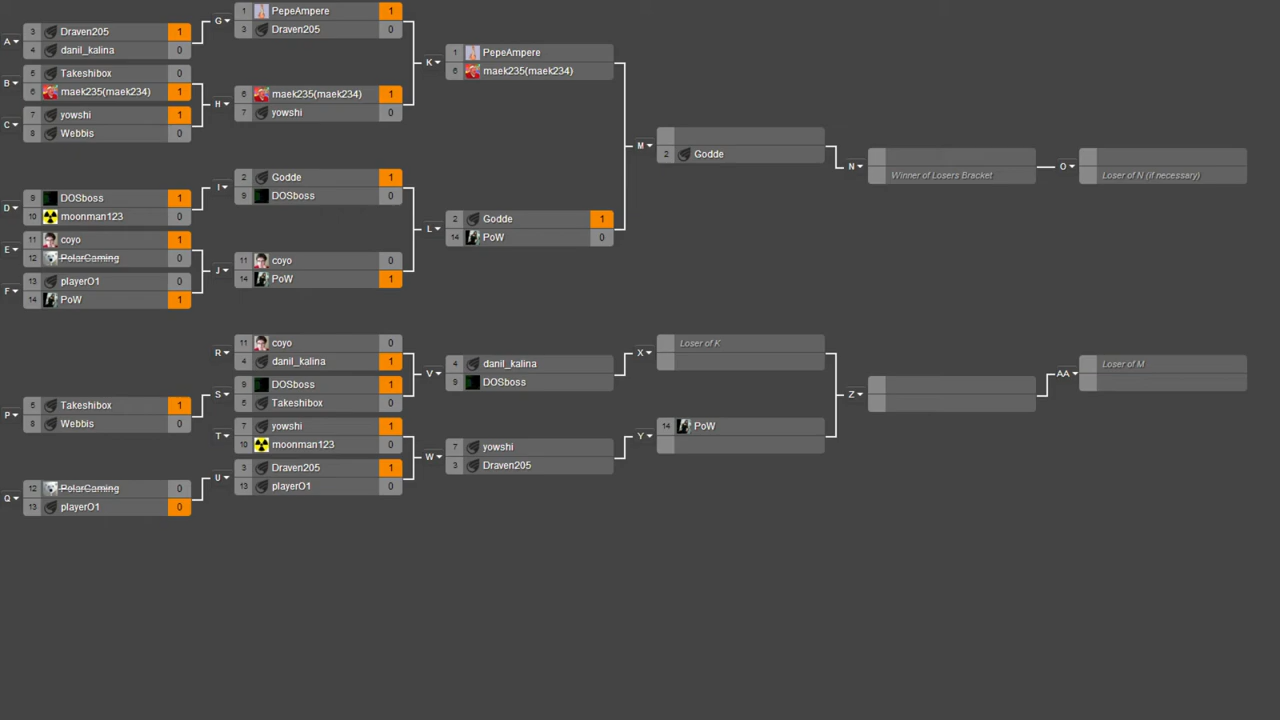 A
3 Draven205 1
4 danil_kalina 0
B
5 Takeshibox 0
6 maek235(maek234) 1
C
7 yowshi 1
8 Webbis 0
D
9 DOSboss 1
10 moonman123 0
E
11 coyo 1
12 PolarCaming 0
F
13 playerO1 0
14 PoW 1
G
1 PepeAmpere 1
3 Draven205 0
H
6 maek235(maek234) 1
7 yowshi 0
I
2 Godde 1
9 DOSboss 0
J
11 coyo 0
14 PoW 1
K
1 PepeAmpere
6 maek235(maek234)
L
2 Godde 1
14 PoW 0
M
2 Godde
N
Winner of Losers Bracket
O
Loser of N (if necessary)
P
5 Takeshibox 1
8 Webbis 0
Q
12 PolarCaming 0
13 playerO1 0
R
11 coyo 0
4 danil_kalina 1
S
9 DOSboss 1
5 Takeshibox 0
T
7 yowshi 1
10 moonman123 0
U
3 Draven205 1
13 playerO1 0
V
4 danil_kalina
9 DOSboss
W
7 yowshi
3 Draven205
X
Loser of K
Y
14 PoW
Z
AA
Loser of M